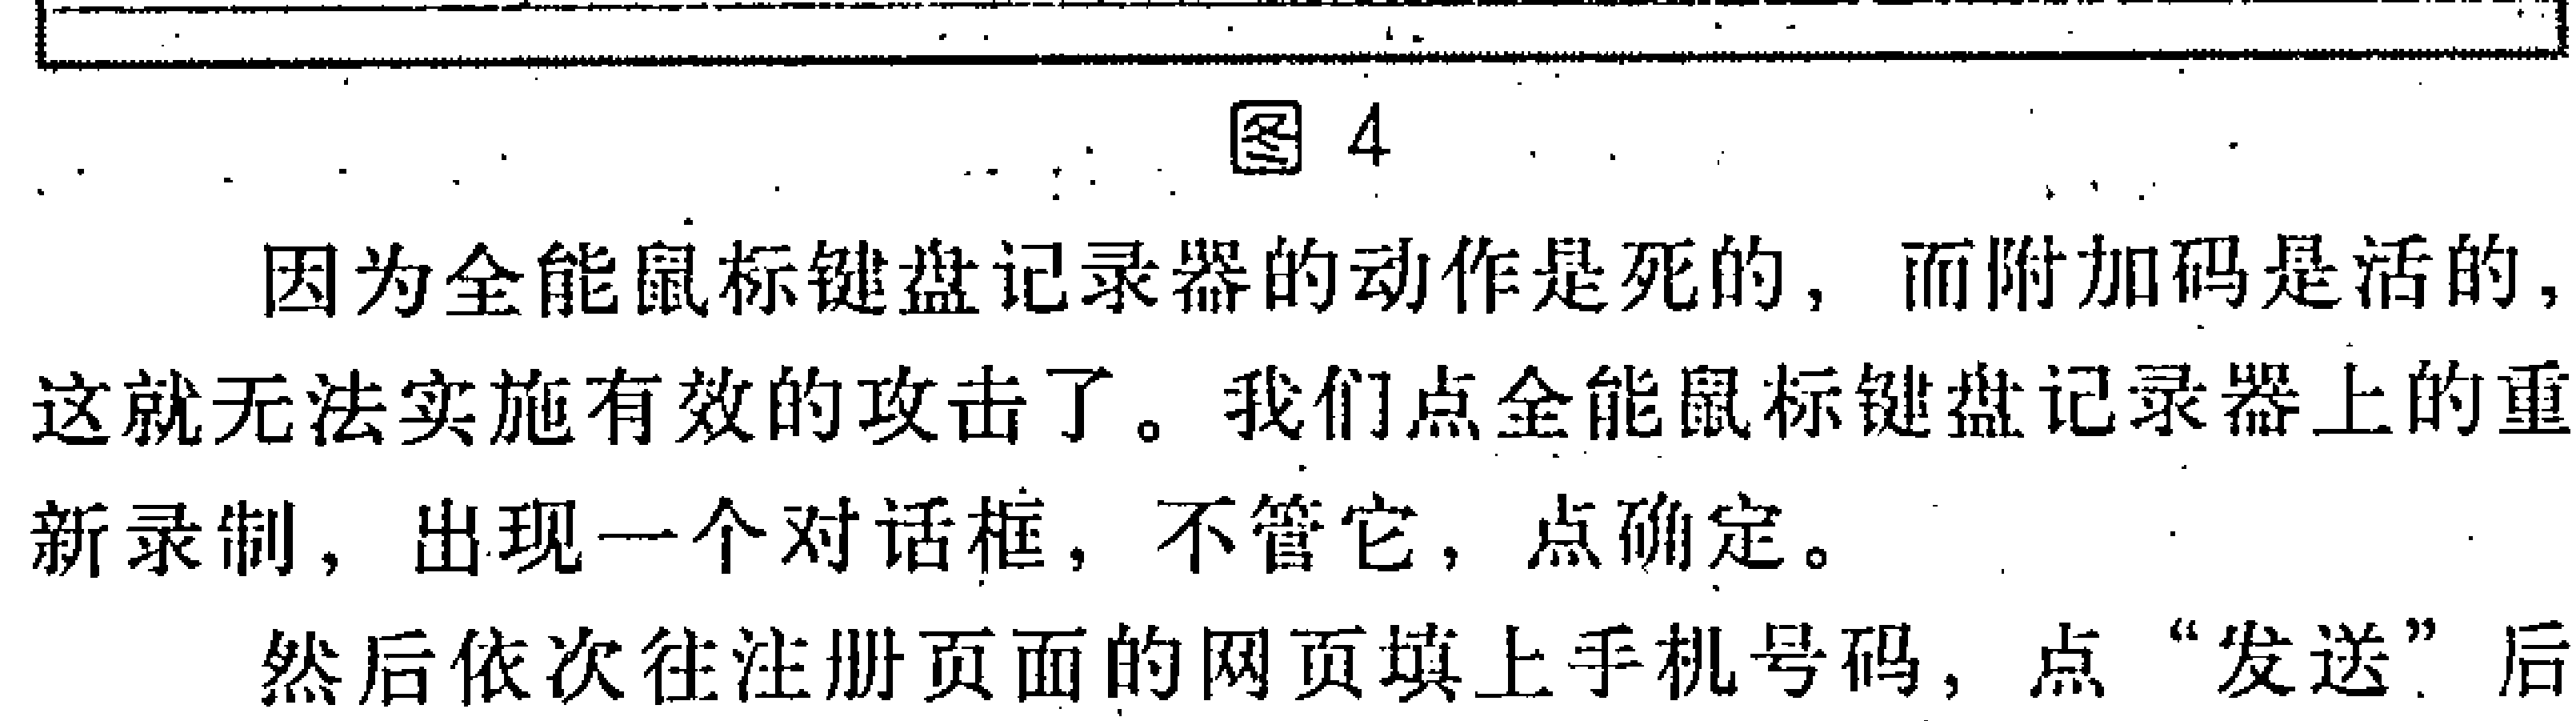 图 4
因为全能鼠标键盘记录器的动作是死的，而附加码是活的，
这就无法实施有效的攻击了。我们点全能鼠标键盘记录器上的重
新录制，出现一个对话框，不管它，点确定。
然后依次往注册页面的网页填上手机号码，点“发送”后